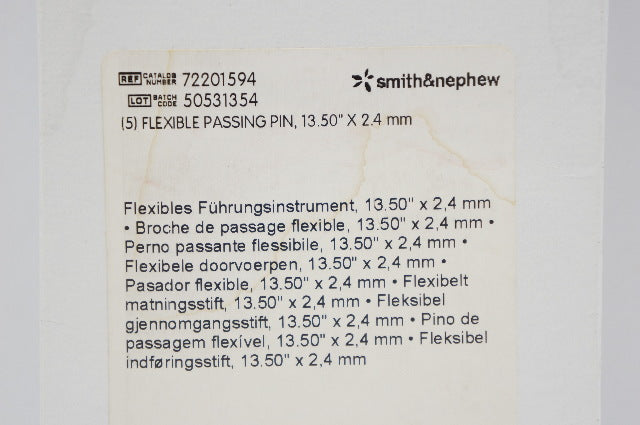 REF CATALOG NUMBER 72201594
smith&nephew
LOT BATCH CODE 50531354
(5) FLEXIBLE PASSING PIN, 13.50" X 2.4 mm
Flexibles Führungsinstrument, 13.50" x 2,4 mm
• Broche de passage flexible, 13.50" x 2,4 mm •
Perno passante flessibile, 13.50" x 2,4 mm •
Flexibele doorvoerpen, 13.50" x 2,4 mm •
Pasador flexible, 13.50" x 2,4 mm • Flexibelt
matningsstift, 13.50" x 2,4 mm • Fleksibel
gjennomgangsstift, 13.50" x 2,4 mm • Pino de
passagem flexível, 13.50" x 2,4 mm • Fleksibel
indføringsstift, 13.50" x 2,4 mm